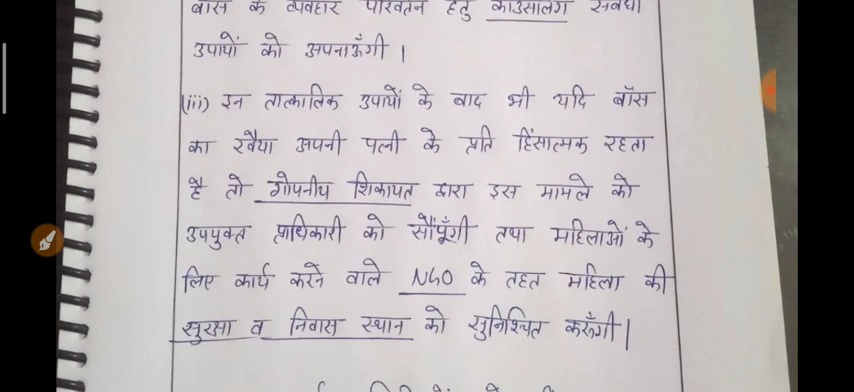 बॉस के व्यवहार परिवर्तन हेतु काउंसलिंग संबंधी
उपायों को अपनाऊँगी।
(iii) इन तात्कालिक उपायों के बाद भी यदि बॉस
का रवैया अपनी पत्नी के प्रति हिंसात्मक रहता
है तो गोपनीय शिकायत द्वारा इस मामले को
उपयुक्त प्राधिकारी को सौंपूँगी तथा महिलाओं के
लिए कार्य करने वाले NGO के तहत महिला की
सुरक्षा व निवास स्थान को सुनिश्चित करूँगी।